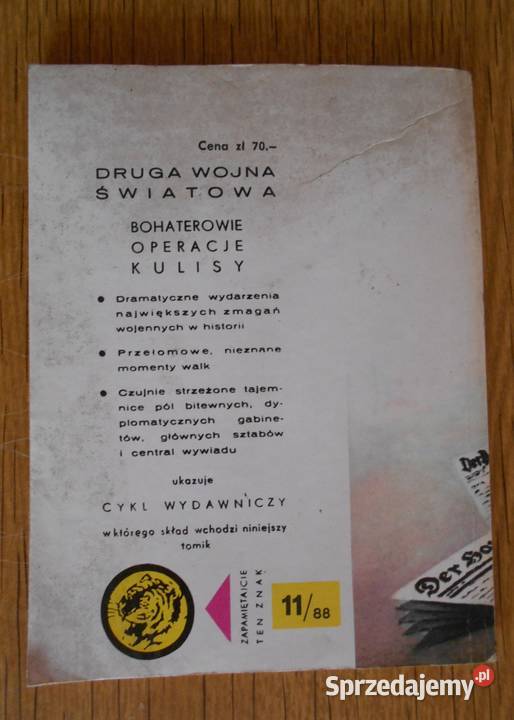 Cena zł 70.–
DRUGA WOJNA
ŚWIATOWA
BOHATEROWIE
OPERACJE
KULISY
● Dramatyczne wydarzenia
największych zmagań
wojennych w historii
● Przełomowe, nieznane
momenty walk
● Czujnie strzeżone tajem-
nice pól bitewnych, dy-
plomatycznych gabine-
tów, głównych sztabów
i central wywiadu
ukazuje
CYKL WYDAWNICZY
w którego skład wchodzi niniejszy
tomik
ZAPAMIĘTAJCIE
TEN ZNAK
11/88
Der
Der
Sprzedajemy.pl